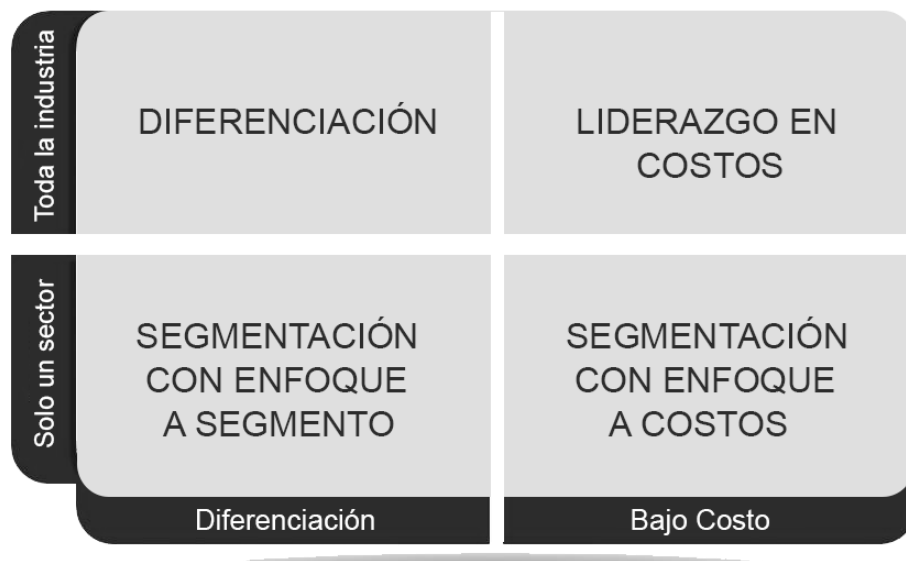 Toda la industria
DIFERENCIACIÓN
LIDERAZGO EN
COSTOS
Solo un sector
SEGMENTACIÓN
CON ENFOQUE
A SEGMENTO
SEGMENTACIÓN
CON ENFOQUE
A COSTOS
Diferenciación
Bajo Costo